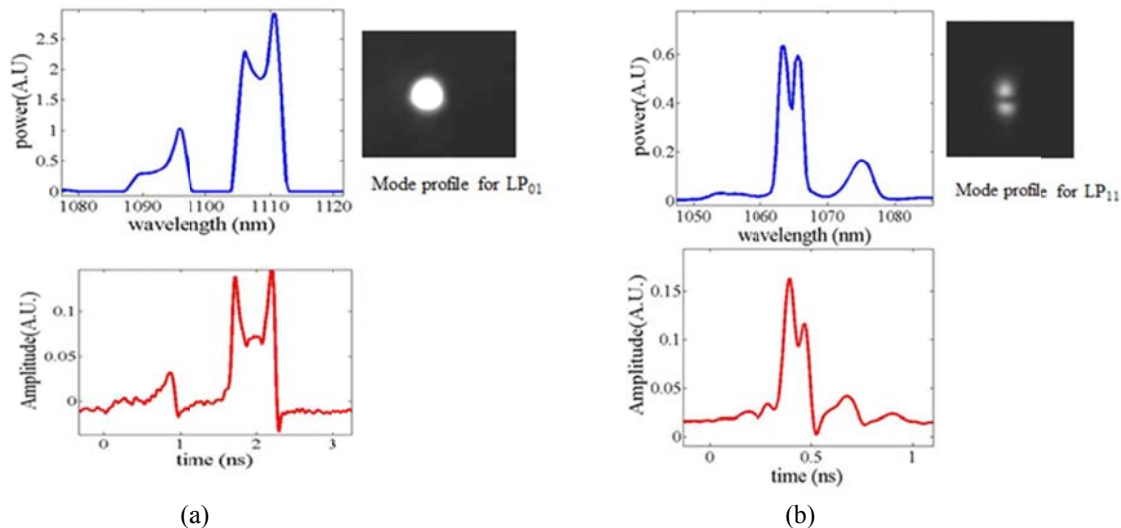 2.5
2
1.5
1
0.5
0
power(A.U)
1080 1090 1100 1110 1120
wavelength (nm)
Mode profile for LP01
0.6
0.4
0.2
0
power(A.U)
1050 1060 1070 1080
wavelength (nm)
Mode profile for LP11
0.1
0.05
0
Amplitude(A.U.)
0 1 2 3
time (ns)
0.15
0.1
0.05
0
Amplitude(A.U.)
0 0.5 1
time (ns)
(a)
(b)